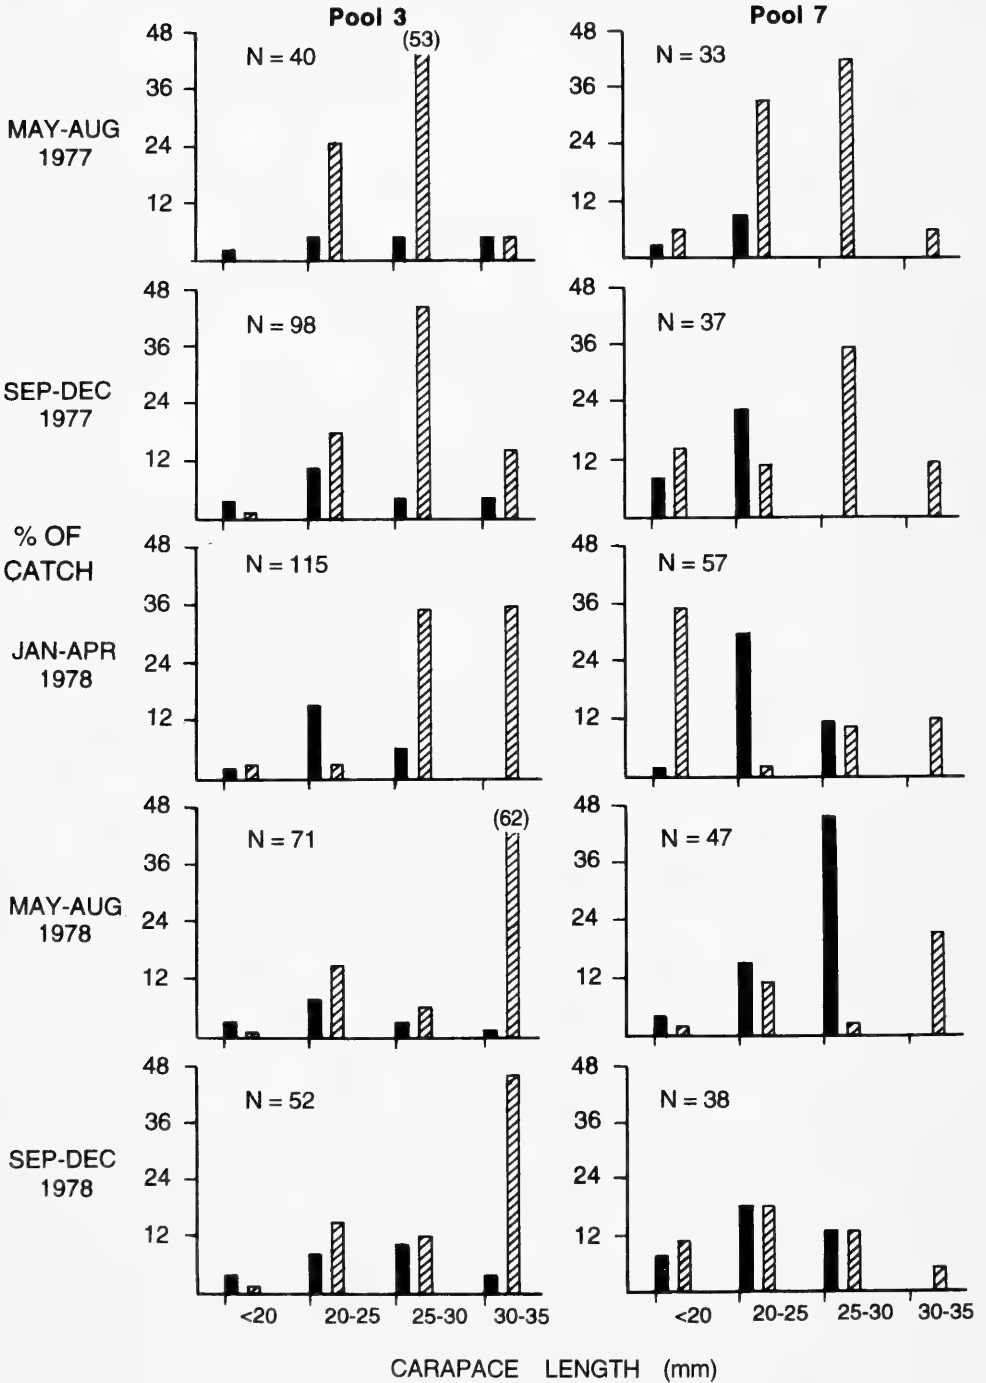 Pool 3
Pool 7
MAY-AUG
1977
48
36
24
12
N = 40
(53)
48
36
24
12
N = 33
SEP-DEC
1977
48
36
24
12
N = 98
48
36
24
12
N = 37
% OF
CATCH
JAN-APR
1978
48
36
24
12
N = 115
48
36
24
12
N = 57
MAY-AUG
1978
48
36
24
12
N = 71
(62)
48
36
24
12
N = 47
SEP-DEC
1978
48
36
24
12
N = 52
48
36
24
12
N = 38
<20 20-25 25-30 30-35
<20 20-25 25-30 30-35
CARAPACE LENGTH (mm)